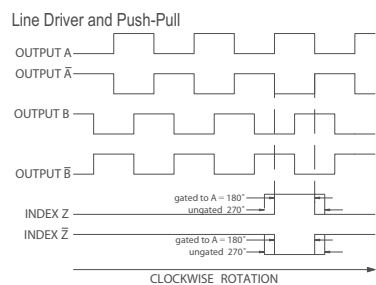 Line Driver and Push-Pull
OUTPUT A
OUTPUT A̅
OUTPUT B
OUTPUT B̅
gated to A = 180°
ungated 270°
INDEX Z
INDEX Z̅
gated to A = 180°
ungated 270°
CLOCKWISE ROTATION